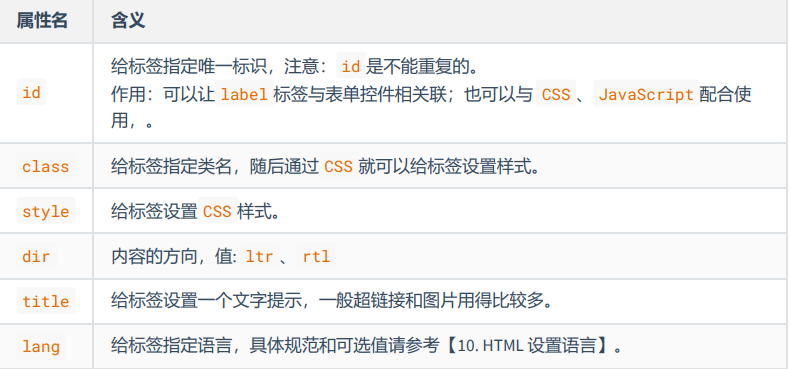 属性名 含义
id 给标签指定唯一标识，注意： id 是不能重复的。
作用：可以让 label 标签与表单控件相关联；也可以与 CSS 、 JavaScript 配合使
用，。
class 给标签指定类名，随后通过 CSS 就可以给标签设置样式。
style 给标签设置 CSS 样式。
dir 内容的方向，值: ltr 、 rtl
title 给标签设置一个文字提示，一般超链接和图片用得比较多。
lang 给标签指定语言，具体规范和可选值请参考【10. HTML 设置语言】。